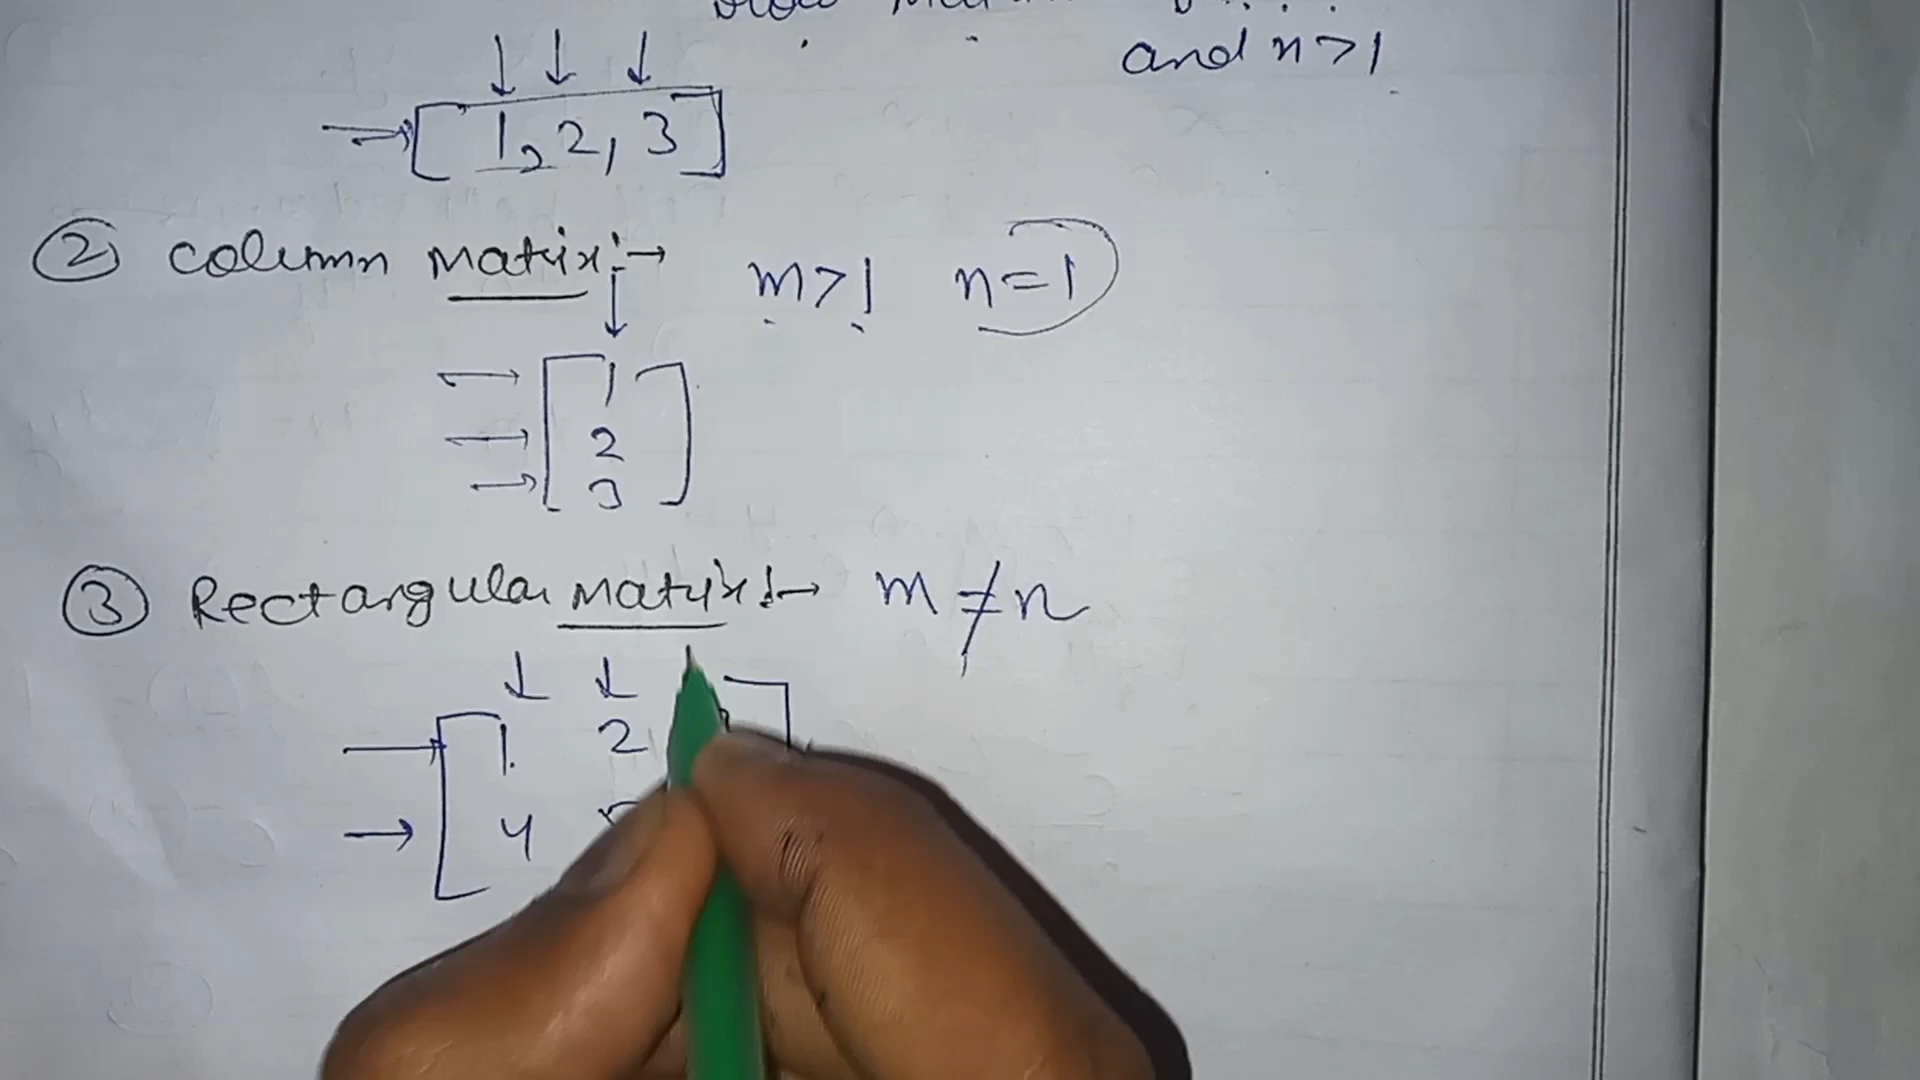 and n>1
[1, 2, 3]
② column matrix:→ m>1 n=1
1
2
3
③ Rectangular matrix:→ m≠n
1 2
4